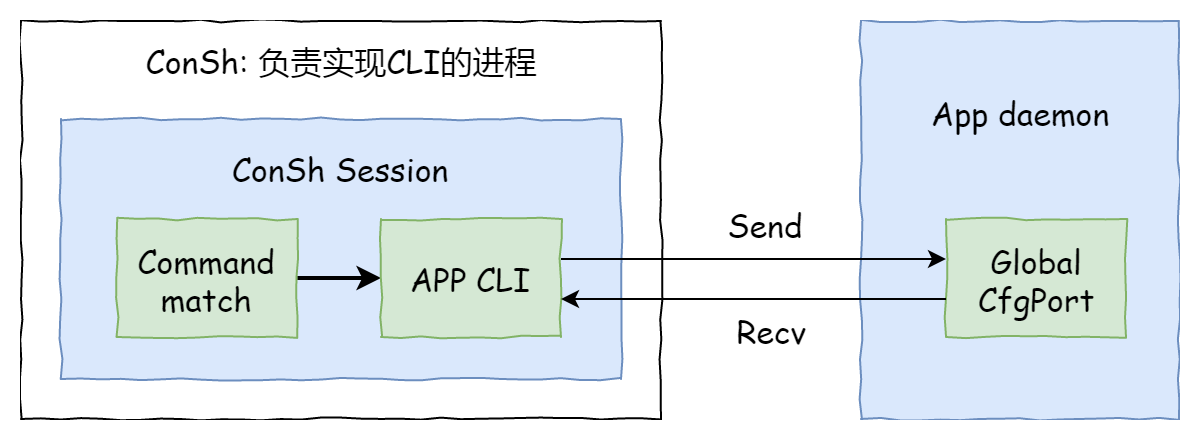 ConSh: 负责实现CLI的进程
ConSh Session
Command
match
APP CLI
Send
Recv
App daemon
Global
CfgPort